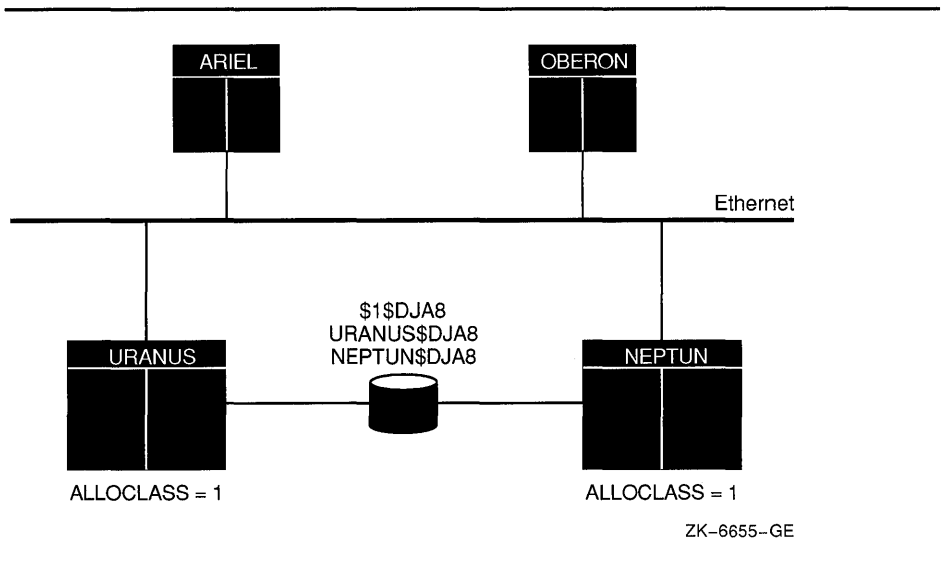 ARIEL
OBERON
Ethernet
$1$DJA8
URANUS$DJA8
NEPTUN$DJA8
URANUS
NEPTUN
ALLOCLASS = 1
ALLOCLASS = 1
ZK-6655-GE